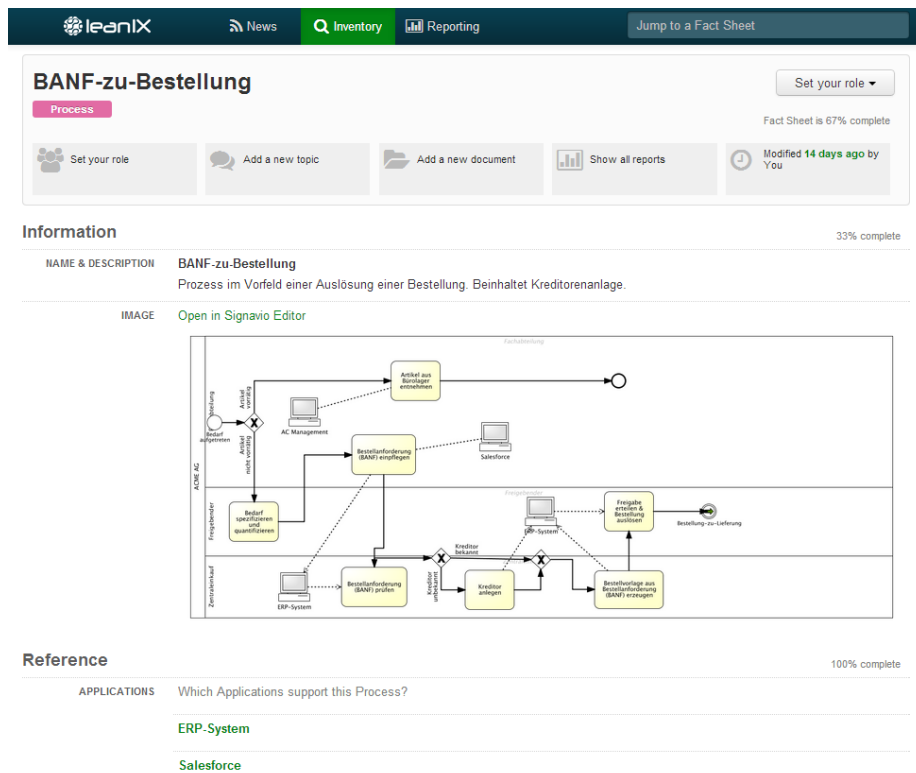 leanIX
News
Inventory
Reporting
Jump to a Fact Sheet
BANF-zu-Bestellung
Set your role
Process
Fact Sheet is 67% complete
Set your role
Add a new topic
Add a new document
Show all reports
Modified 14 days ago by
You
Information
33% complete
NAME & DESCRIPTION
BANF-zu-Bestellung
Prozess im Vorfeld einer Auslösung einer Bestellung. Beinhaltet Kreditorenanlage.
IMAGE
Open in Signavio Editor
Fachabteilung
ACME AG
Bedarf
aufgetreten
Artikel
vorrätig
Artikel
nicht vorrätig
Artikel aus
Bürolager
entnehmen
AC Management
Bestellanforderung
(BANF) einpflegen
Salesforce
Freigebender
Freigebender
Bedarf
spezifizieren
und
quantifizieren
ERP-System
Freigabe
erteilen &
Bestellung
auslösen
Bestellung-zu-Lieferung
Zentraleinkauf
ERP-System
Bestellanforderung
(BANF) prüfen
Kreditor
bekannt
Kreditor
unbekannt
Kreditor
anlegen
Bestellvorlage aus
Bestellanforderung
(BANF) erzeugen
Reference
100% complete
APPLICATIONS
Which Applications support this Process?
ERP-System
Salesforce